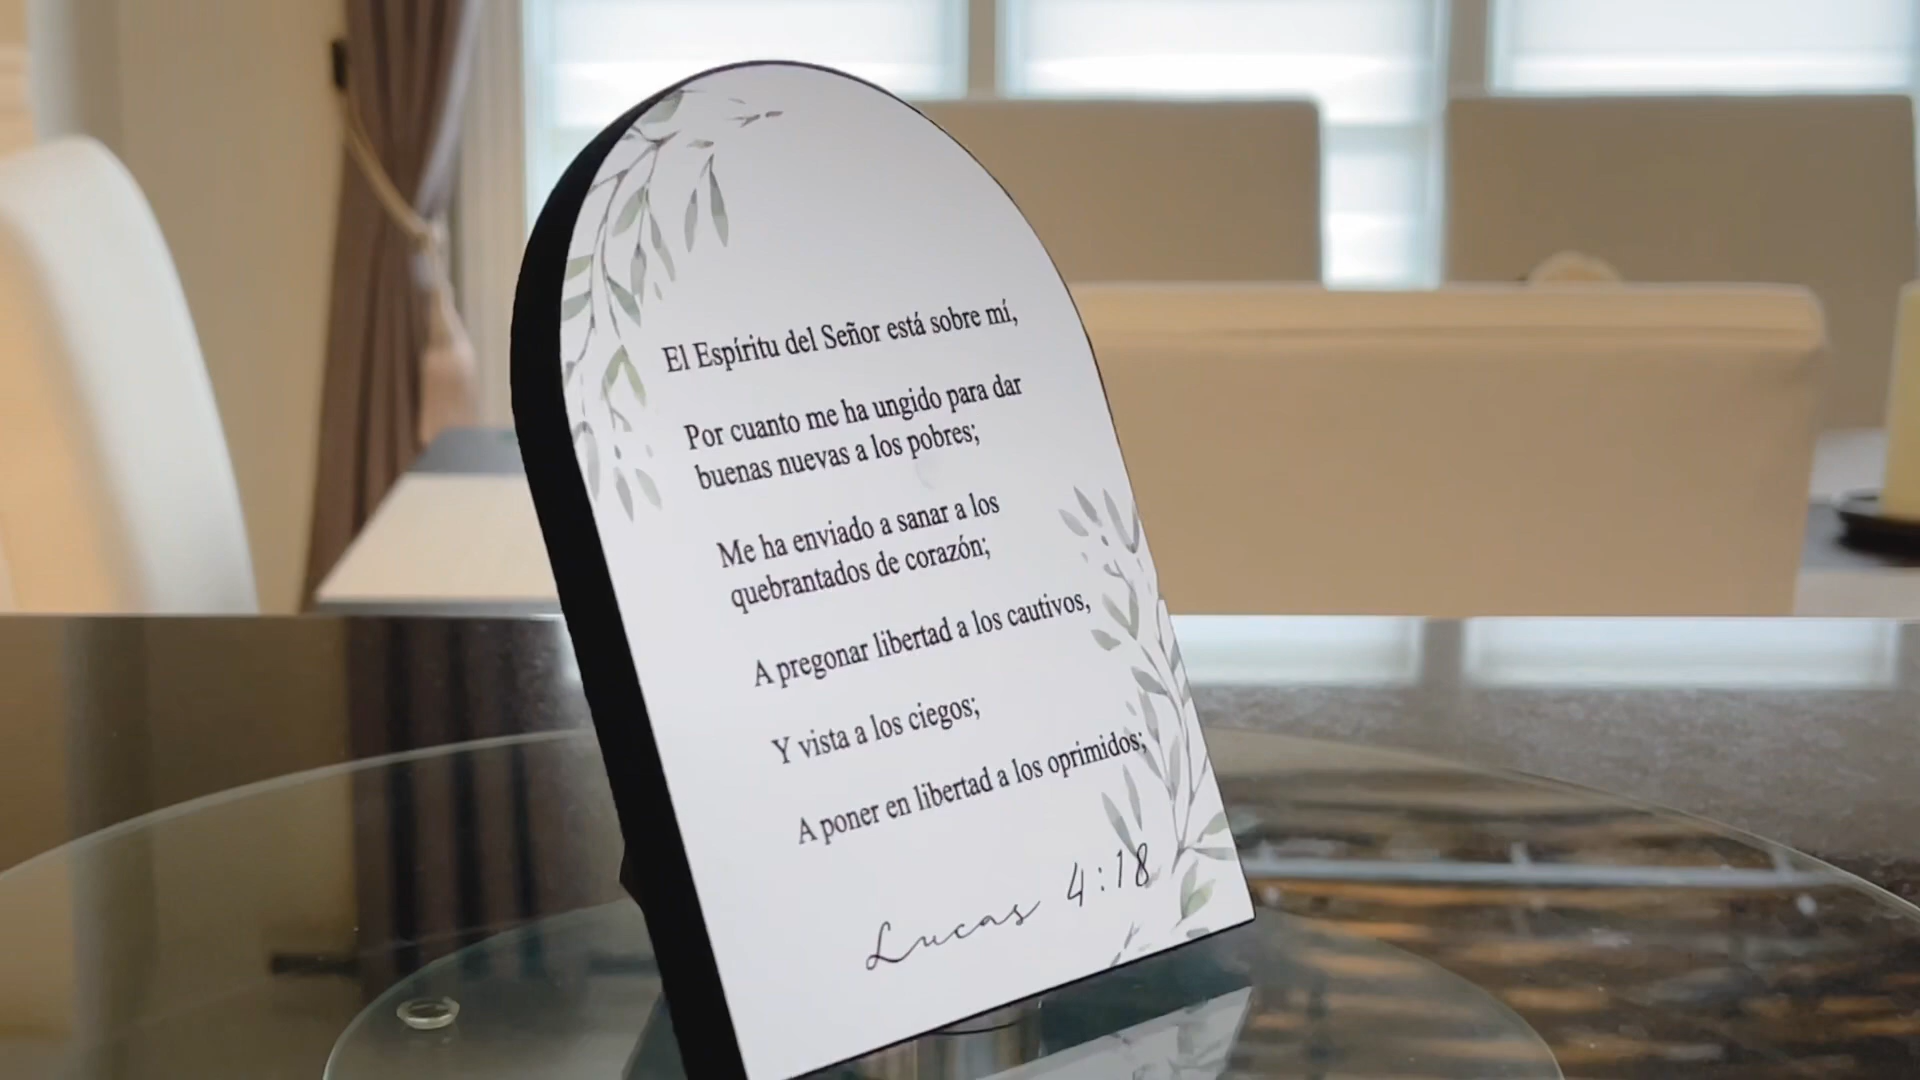 El Espíritu del Señor está sobre mí,
Por cuanto me ha ungido para dar
buenas nuevas a los pobres;
Me ha enviado a sanar a los
quebrantados de corazón;
A pregonar libertad a los cautivos,
Y vista a los ciegos;
A poner en libertad a los oprimidos;
Lucas 4:18